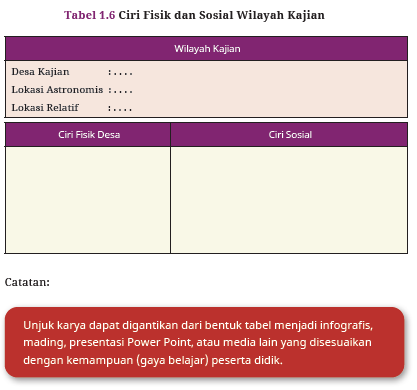 Tabel 1.6 Ciri Fisik dan Sosial Wilayah Kajian
Wilayah Kajian
Desa Kajian : . . . .
Lokasi Astronomis : . . . .
Lokasi Relatif : . . . .
Ciri Fisik Desa
Ciri Sosial
Catatan:
Unjuk karya dapat digantikan dari bentuk tabel menjadi infografis,
mading, presentasi Power Point, atau media lain yang disesuaikan
dengan kemampuan (gaya belajar) peserta didik.